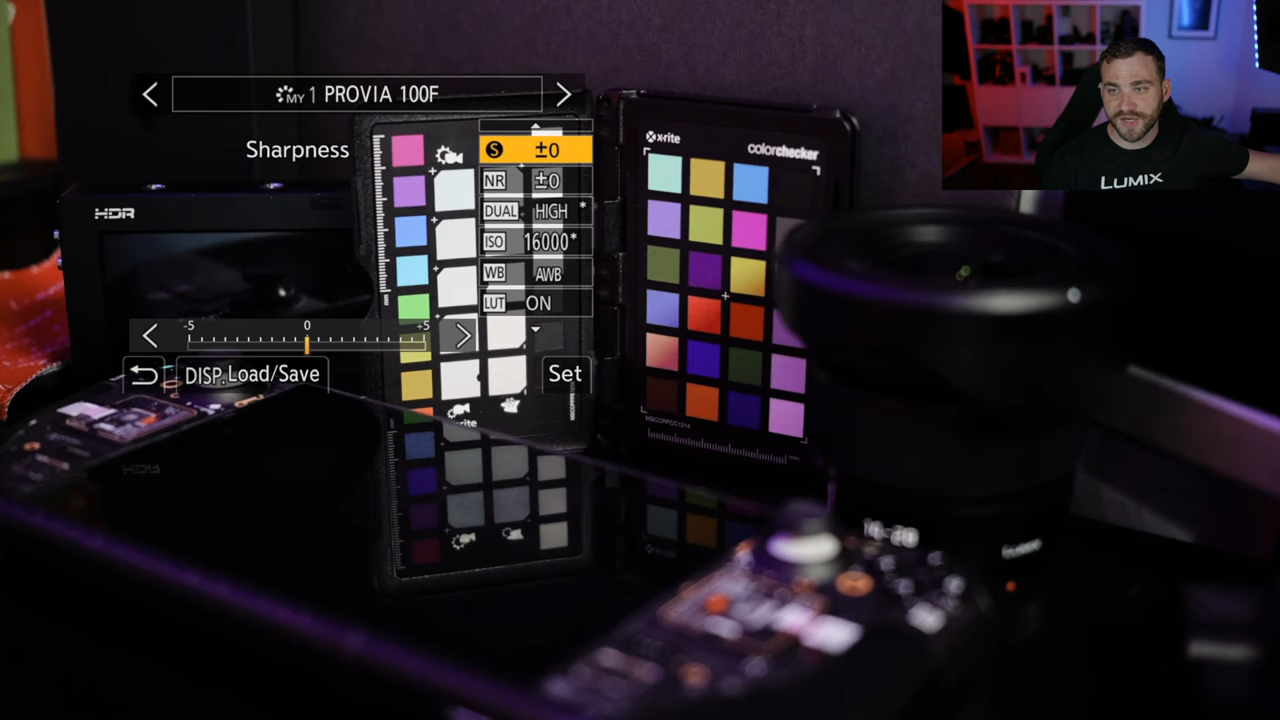 MY 1 PROVIA 100F
Sharpness
S ±0
NR ±0
DUAL HIGH *
ISO 16000*
WB AWB
LUT ON
-5 0 +5
DISP. Load/Save
Set
HDR
x-rite
colorchecker
MSCCPPCC1214
LUMIX